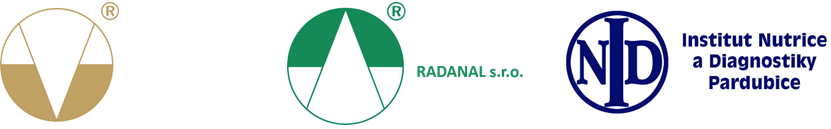 ®
®
RADANAL s.r.o.
NID
Institut Nutrice
a Diagnostiky
Pardubice